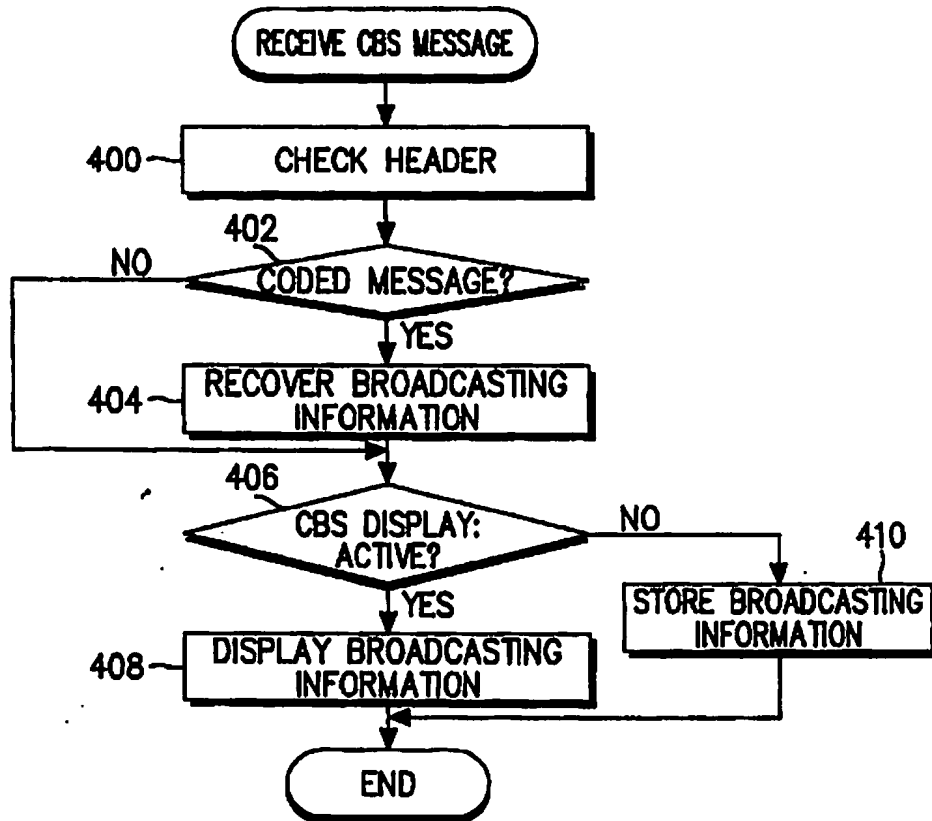 RECEIVE CBS MESSAGE
400
CHECK HEADER
402
NO
CODED MESSAGE?
YES
404
RECOVER BROADCASTING
INFORMATION
406
CBS DISPLAY:
ACTIVE?
NO
410
YES
STORE BROADCASTING
INFORMATION
408
DISPLAY BROADCASTING
INFORMATION
END